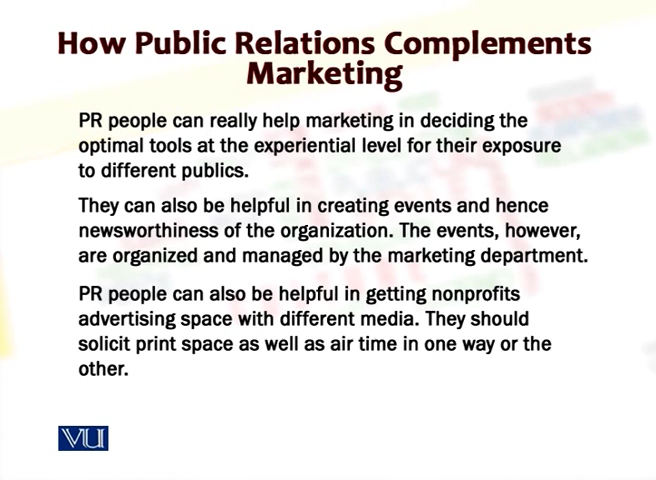 How Public Relations Complements
Marketing
PR people can really help marketing in deciding the
optimal tools at the experiential level for their exposure
to different publics.
They can also be helpful in creating events and hence
newsworthiness of the organization. The events, however,
are organized and managed by the marketing department.
PR people can also be helpful in getting nonprofits
advertising space with different media. They should
solicit print space as well as air time in one way or the
other.
VU